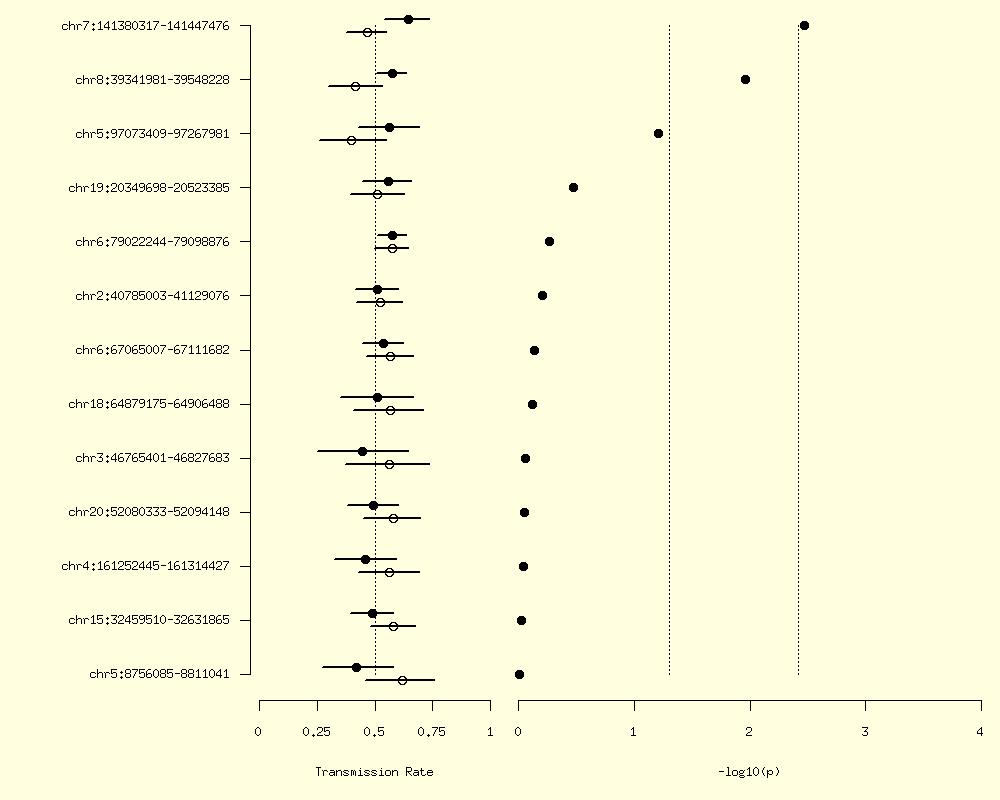 chr7:141380317-141447476
chr8:39341981-39548228
chr5:97073409-97267981
chr19:20349698-20523385
chr6:79022244-79098876
chr2:40785003-41129076
chr6:67065007-67111682
chr18:64879175-64906488
chr3:46765401-46827683
chr20:52080333-52094148
chr4:161252445-161314427
chr15:32459510-32631865
chr5:8756085-8811041
0 0.25 0.5 0.75 1 0 1 2 3 4
Transmission Rate -log10(p)